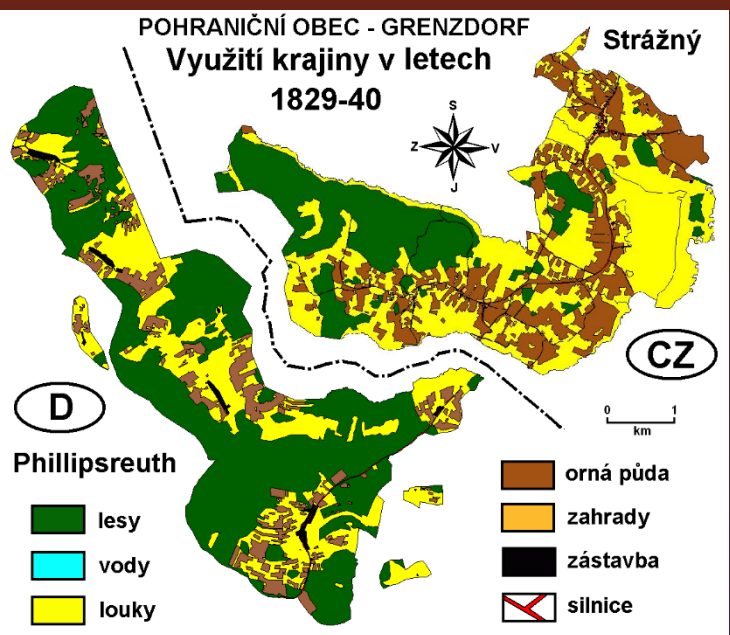 POHRANIČNÍ OBEC - GRENZDORF
Využití krajiny v letech
1829-40
Strážný
S
Z
V
J
CZ
D
0 1
km
Phillipsreuth
lesy
vody
louky
orná půda
zahrady
zástavba
silnice